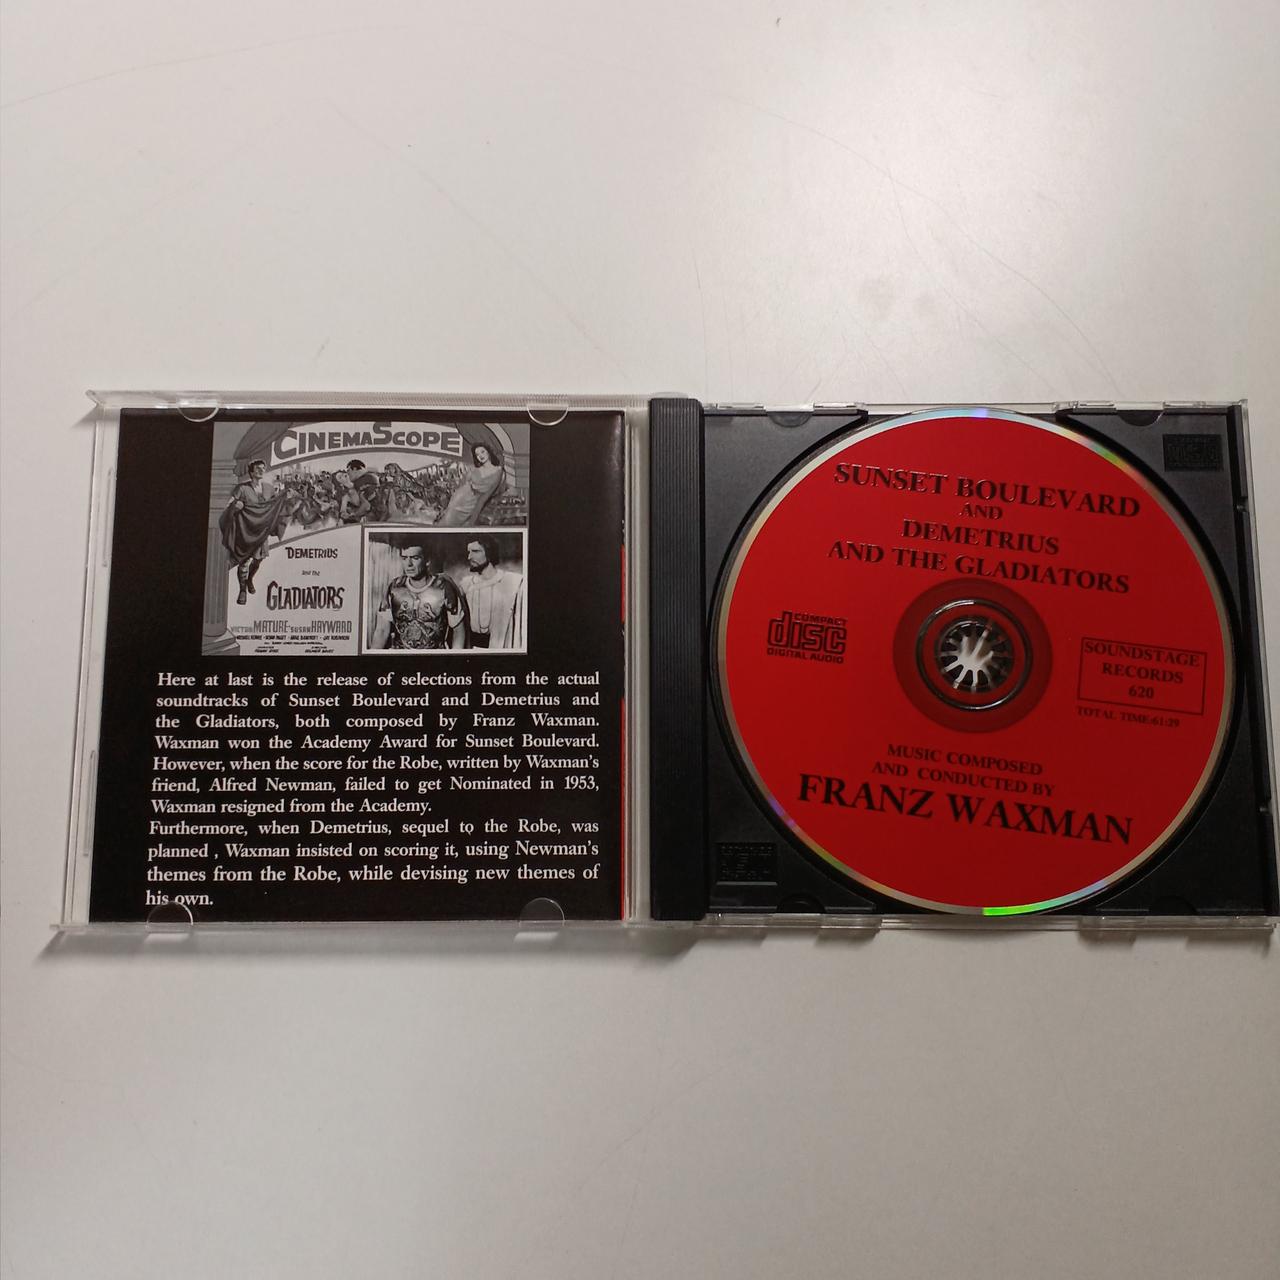 CINEMASCOPE
DEMETRIUS
and the
GLADIATORS
VICTOR MATURE · SUSAN HAYWARD
Here at last is the release of selections from the actual
soundtracks of Sunset Boulevard and Demetrius and
the Gladiators, both composed by Franz Waxman.
Waxman won the Academy Award for Sunset Boulevard.
However, when the score for the Robe, written by Waxman's
friend, Alfred Newman, failed to get Nominated in 1953,
Waxman resigned from the Academy.
Furthermore, when Demetrius, sequel to the Robe, was
planned , Waxman insisted on scoring it, using Newman's
themes from the Robe, while devising new themes of
his own.
SUNSET BOULEVARD
AND
DEMETRIUS
AND THE GLADIATORS
COMPACT
disc
DIGITAL AUDIO
SOUNDSTAGE
RECORDS
620
TOTAL TIME:61:29
MUSIC COMPOSED
AND CONDUCTED BY
FRANZ WAXMAN